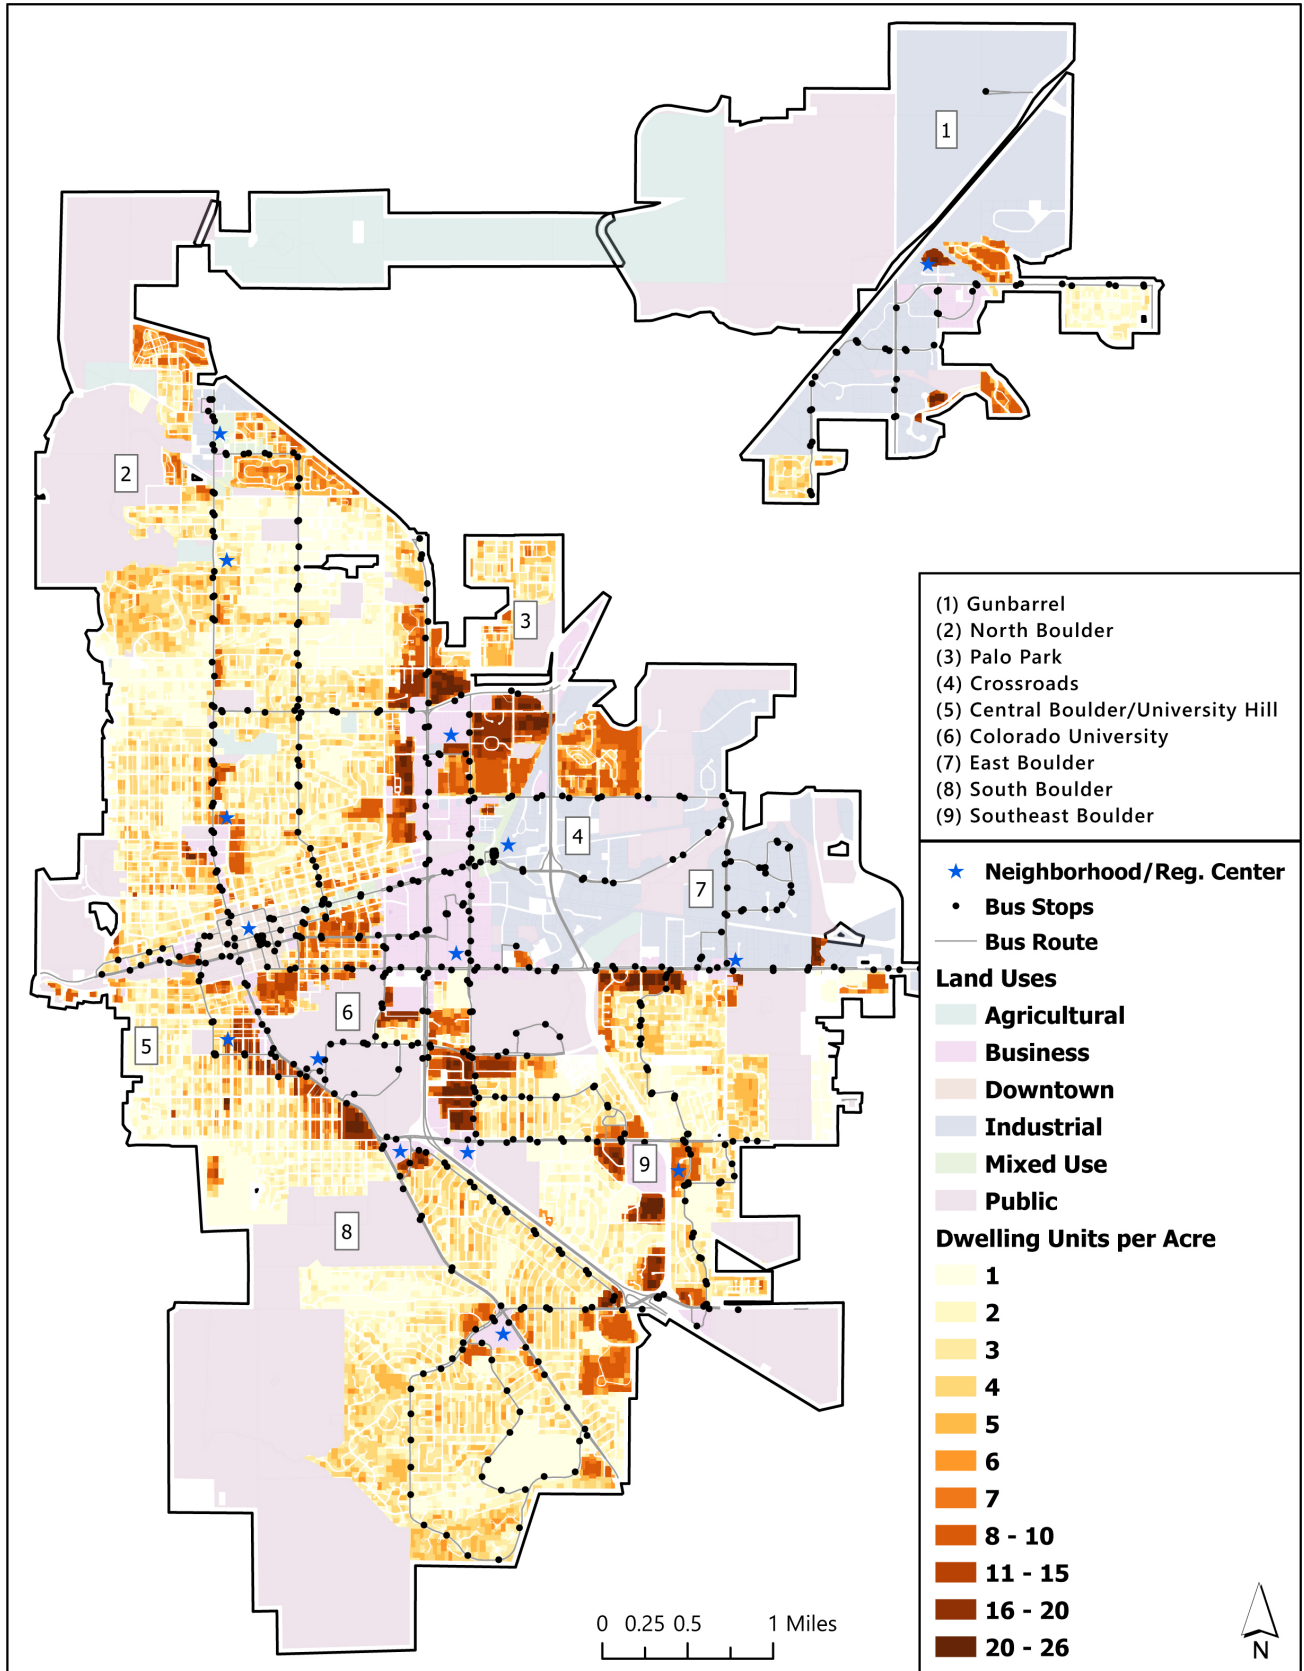 1
2
3
4
7
6
5
9
8
(1) Gunbarrel
(2) North Boulder
(3) Palo Park
(4) Crossroads
(5) Central Boulder/University Hill
(6) Colorado University
(7) East Boulder
(8) South Boulder
(9) Southeast Boulder
Neighborhood/Reg. Center
Bus Stops
Bus Route
Land Uses
Agricultural
Business
Downtown
Industrial
Mixed Use
Public
Dwelling Units per Acre
1
2
3
4
5
6
7
8 - 10
11 - 15
16 - 20
20 - 26
0 0.25 0.5 1 Miles
N